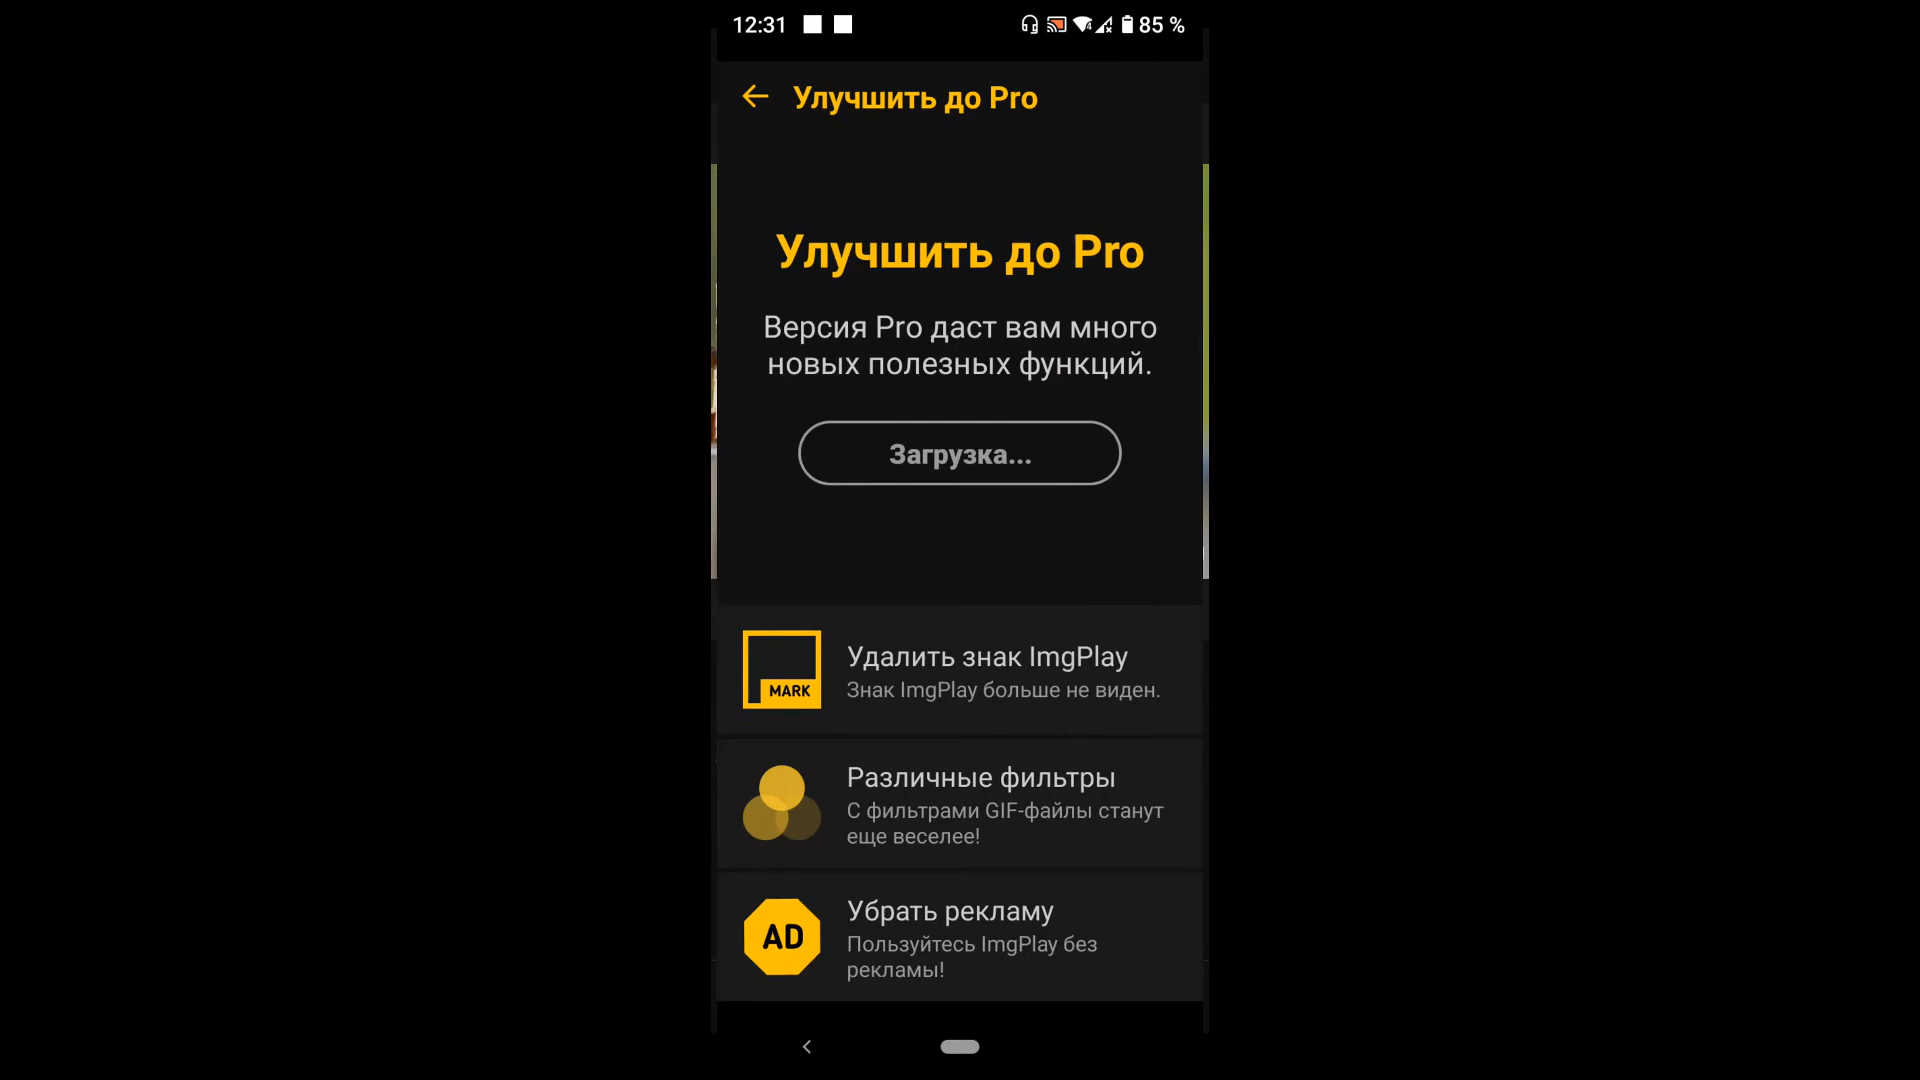 12:31
85 %
Улучшить до Pro
Улучшить до Pro
Версия Pro даст вам много
новых полезных функций.
Загрузка...
MARK
Удалить знак ImgPlay
Знак ImgPlay больше не виден.
Различные фильтры
С фильтрами GIF-файлы станут
еще веселее!
AD
Убрать рекламу
Пользуйтесь ImgPlay без
рекламы!